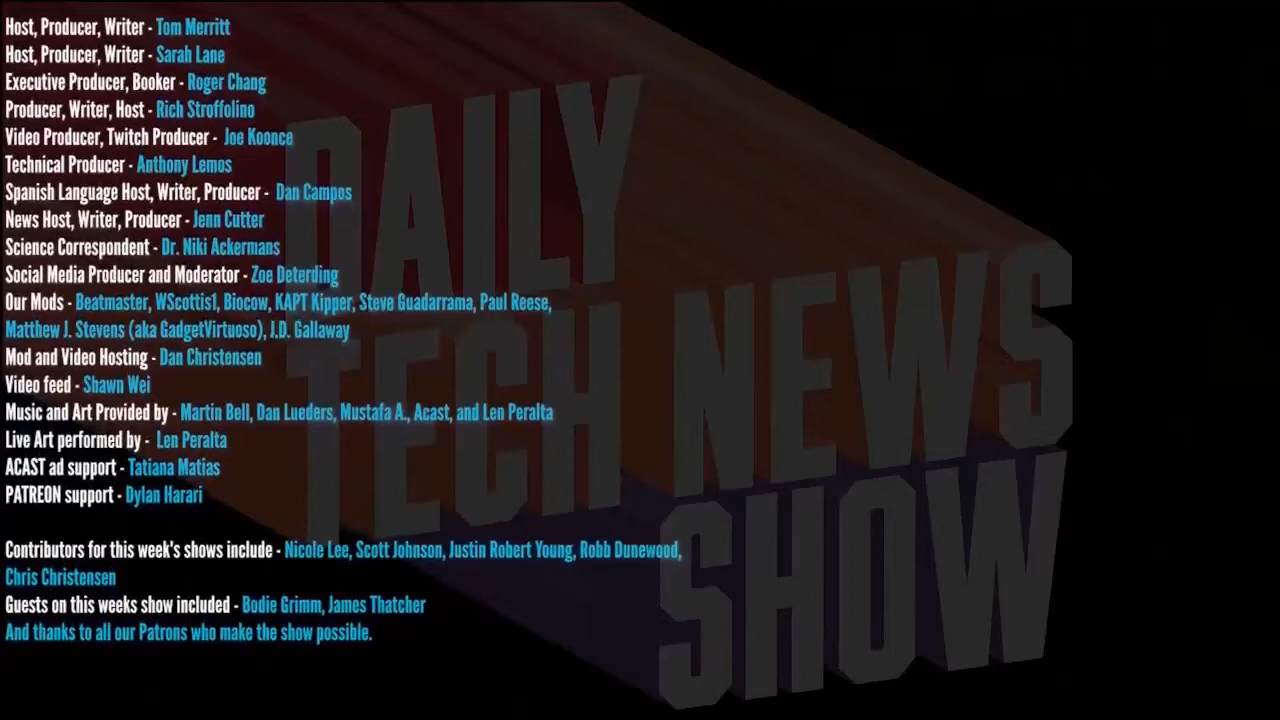 Host, Producer, Writer - Tom Merritt
Host, Producer, Writer - Sarah Lane
Executive Producer, Booker - Roger Chang
Producer, Writer, Host - Rich Stroffolino
Video Producer, Twitch Producer - Joe Koonce
Technical Producer - Anthony Lemos
Spanish Language Host, Writer, Producer - Dan Campos
News Host, Writer, Producer - Jenn Cutter
Science Correspondent - Dr. Niki Ackermans
Social Media Producer and Moderator - Zoe Deterding
Our Mods - Beatmaster, WScottis1, Biocow, KAPT Kipper, Steve Guadarrama, Paul Reese,
Matthew J. Stevens (aka GadgetVirtuoso), J.D. Gallaway
Mod and Video Hosting - Dan Christensen
Video feed - Shawn Wei
Music and Art Provided by - Martin Bell, Dan Lueders, Mustafa A., Acast, and Len Peralta
Live Art performed by - Len Peralta
ACAST ad support - Tatiana Matias
PATREON support - Dylan Harari
Contributors for this week's shows include - Nicole Lee, Scott Johnson, Justin Robert Young, Robb Dunewood,
Chris Christensen
Guests on this weeks show included - Bodie Grimm, James Thatcher
And thanks to all our Patrons who make the show possible.
DAILY
TECH NEWS
SHOW